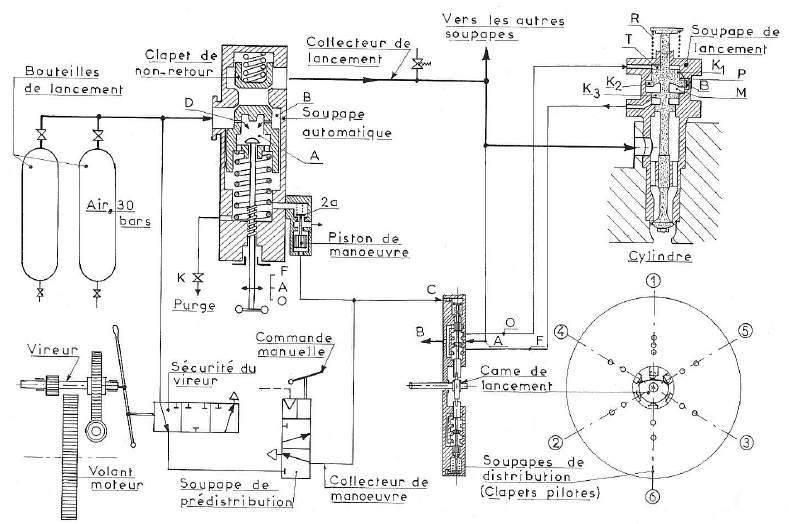 Vers les autres
soupapes
Clapet de
non-retour
Collecteur de
lancement
R
Soupape de
lancement
T
K1
K2
P
B
K3
M
Bouteilles
de lancement
D
B
Soupape
automatique
A
Air 30
bars
2a
Piston de
manoeuvre
K
F
A
O
Purge
Cylindre
C
O
B
A
F
1
4
5
2
3
6
Vireur
Sécurité du
vireur
Commande
manuelle
Came de
lancement
Volant
moteur
Soupape de
prédistribution
Collecteur de
manoeuvre
Soupapes de
distribution
(Clapets pilotes)